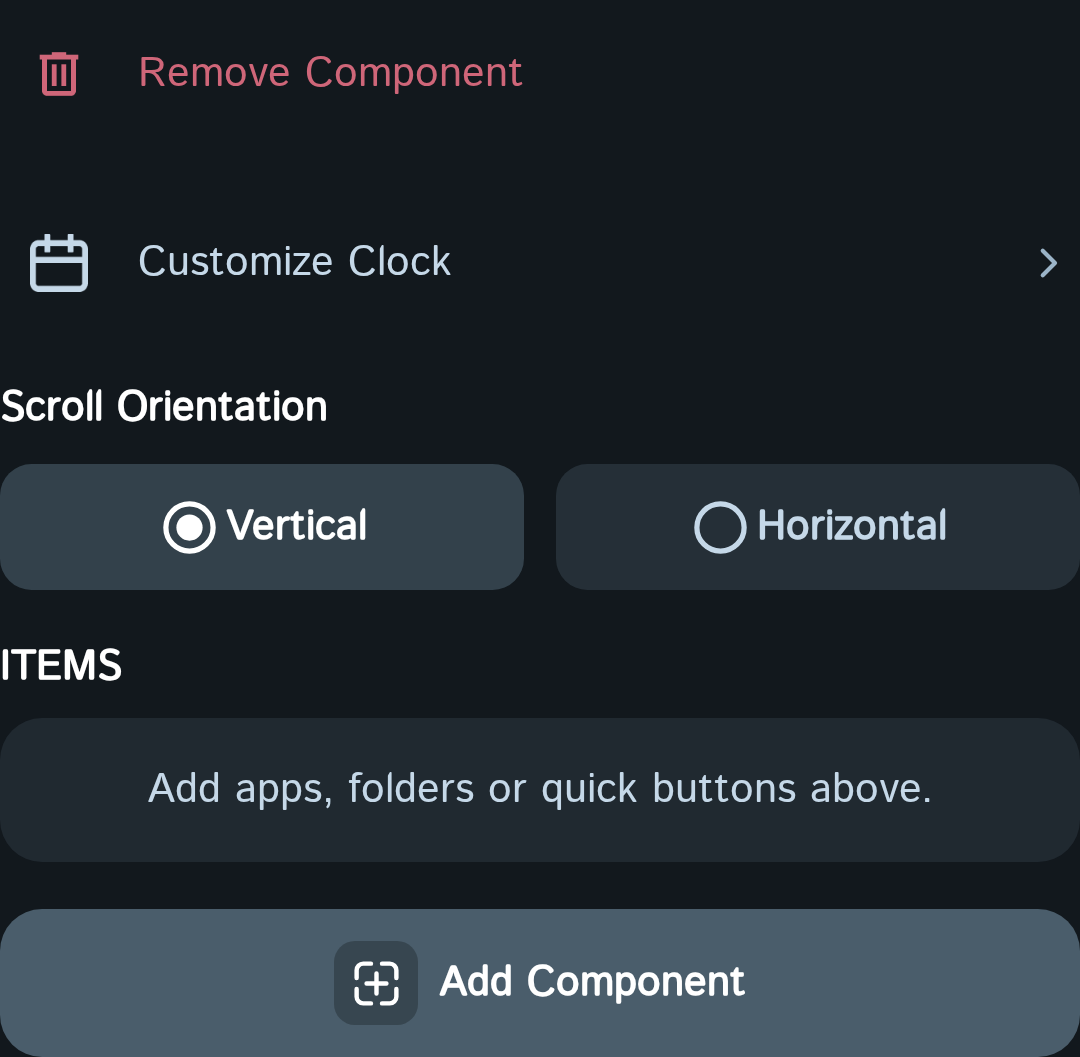 Remove Component
Customize Clock
Scroll Orientation
Vertical
Horizontal
ITEMS
Add apps, folders or quick buttons above.
Add Component